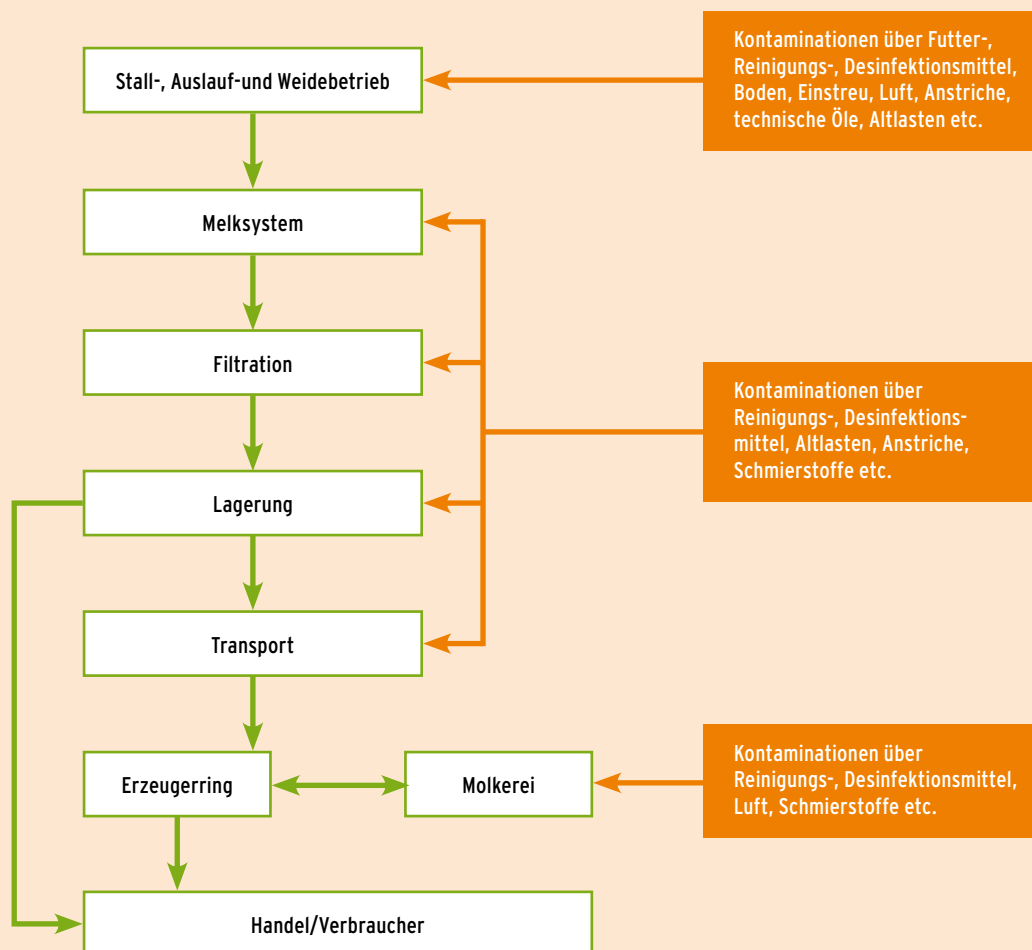 Kontaminationen über Futter-,
Reinigungs-, Desinfektionsmittel,
Boden, Einstreu, Luft, Anstriche,
technische Öle, Altlasten etc.
Stall-, Auslauf-und Weidebetrieb
Melksystem
Filtration
Kontaminationen über
Reinigungs-, Desinfektions-
mittel, Altlasten, Anstriche,
Schmierstoffe etc.
Lagerung
Transport
Erzeugerring
Molkerei
Kontaminationen über
Reinigungs-, Desinfektionsmittel,
Luft, Schmierstoffe etc.
Handel/Verbraucher